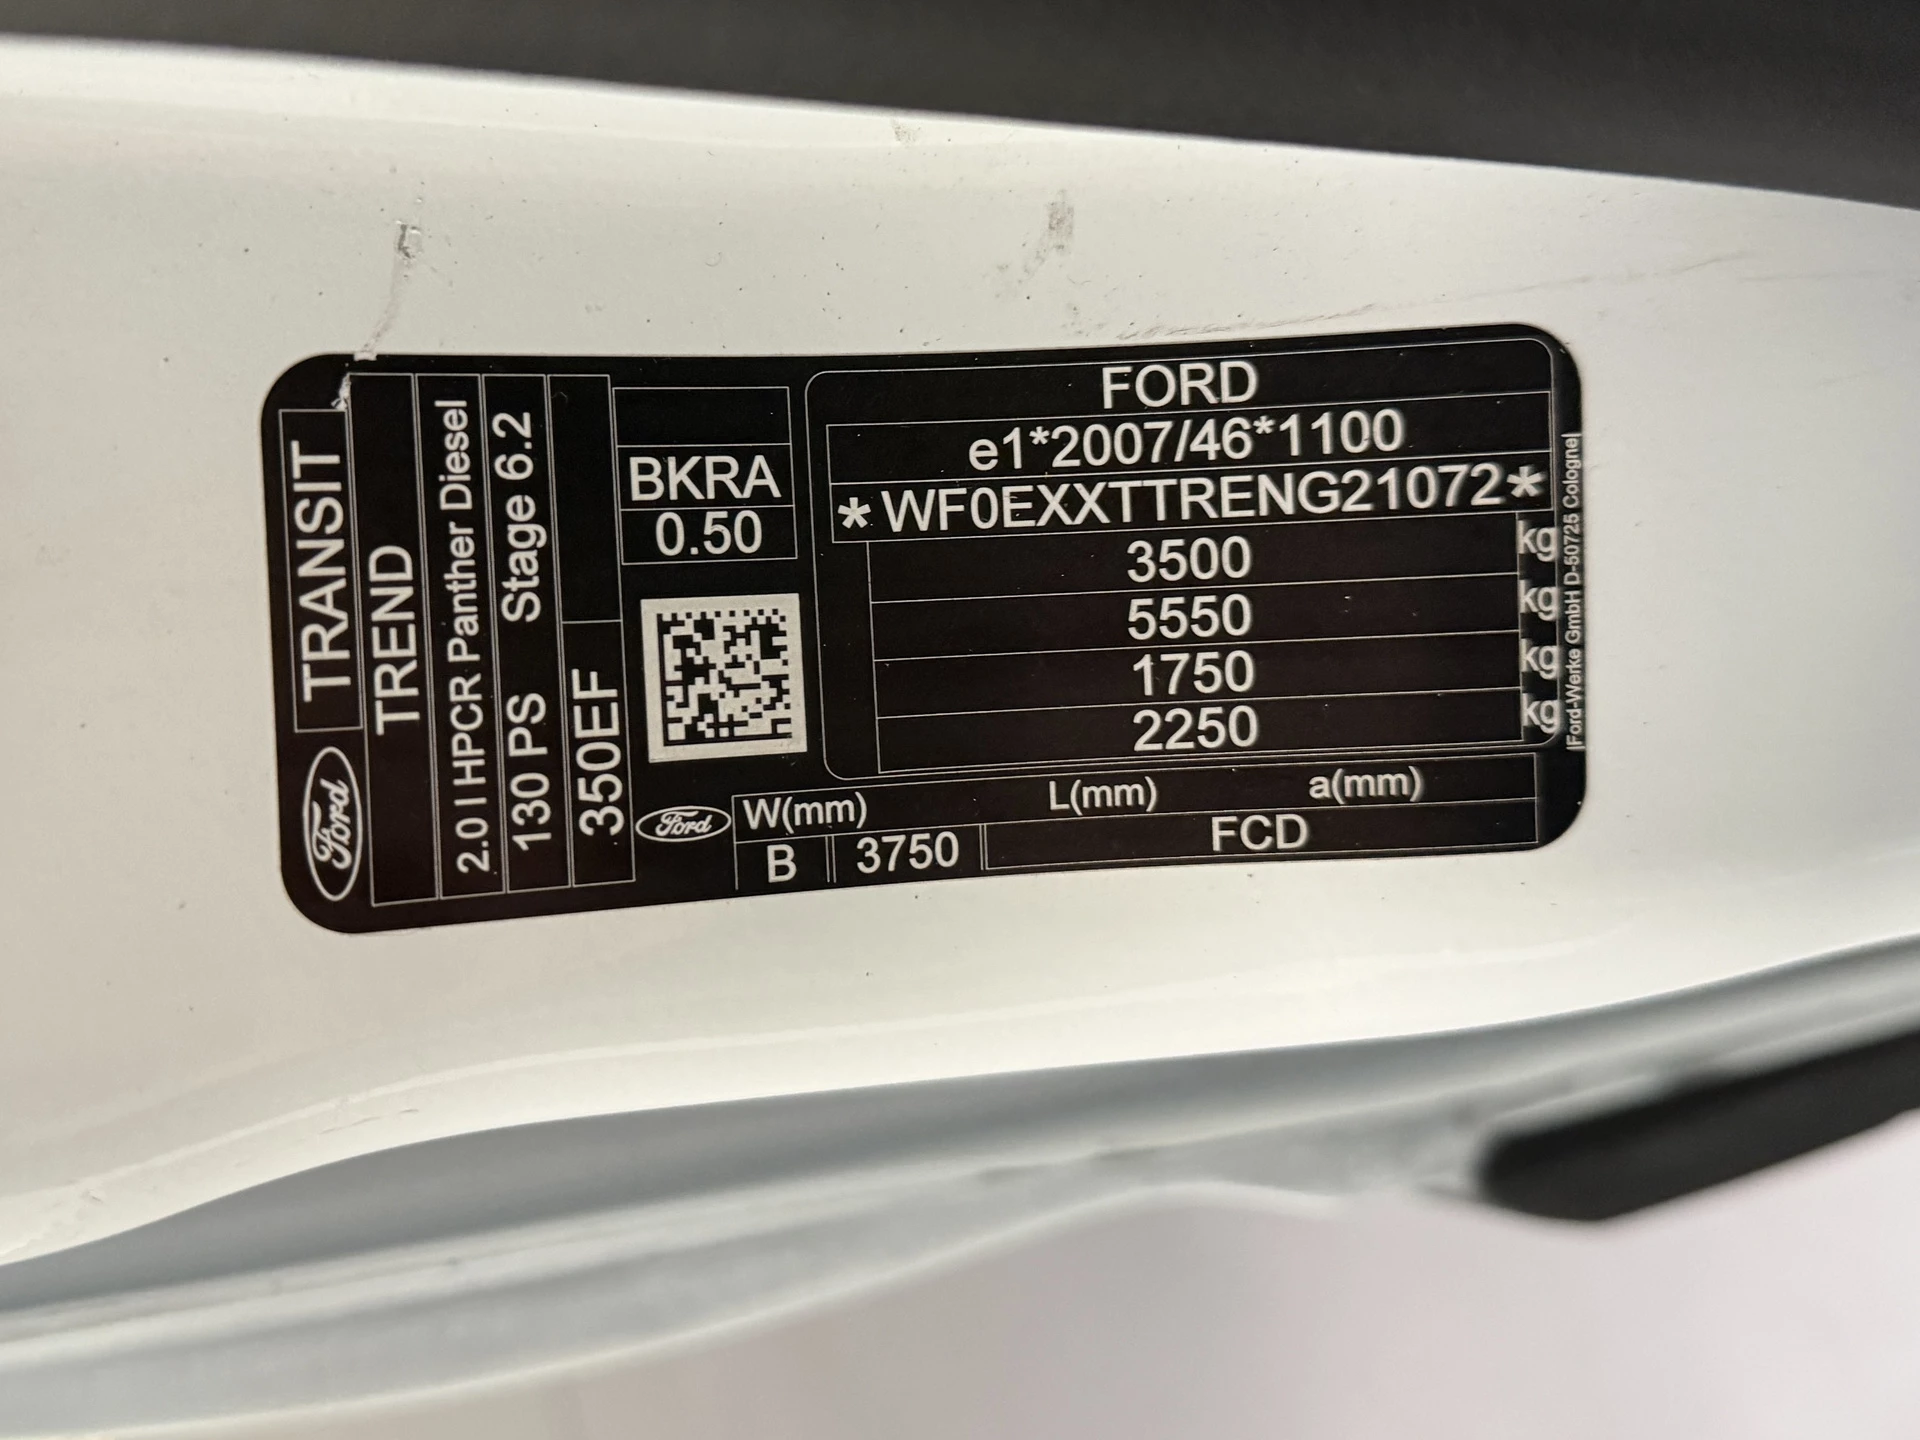 TRANSIT
TREND
2.0 l HPCR Panther Diesel
130 PS Stage 6.2
350EF
Ford
BKRA
0.50
FORD
e1*2007/46*1100
*WF0EXXTTRENG21072*
3500 kg
5550 kg
1750 kg
2250 kg
Ford-Werke GmbH D-50725 Cologne
Ford
W(mm) L(mm) a(mm)
B 3750 FCD